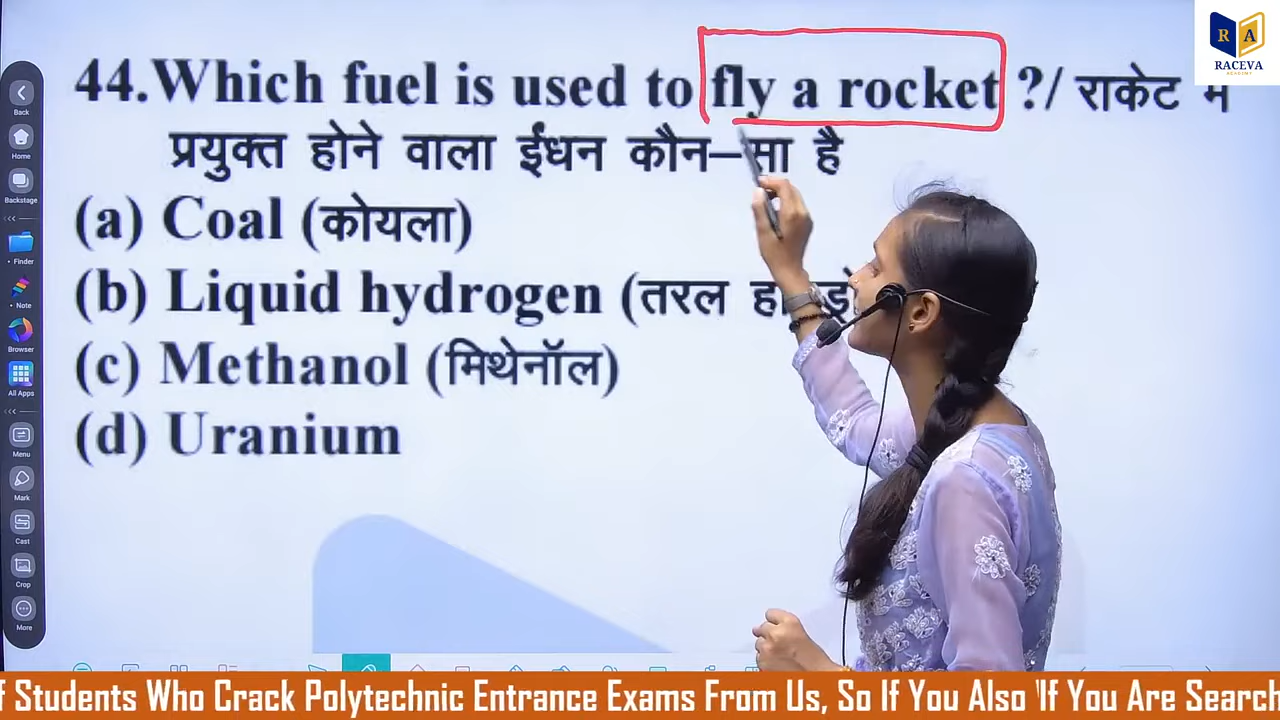 R A
RACEVA
ACADEMY
44.Which fuel is used to fly a rocket ?/ राकेट में
प्रयुक्त होने वाला ईंधन कौन–सा है
(a) Coal (कोयला)
(b) Liquid hydrogen (तरल
(c) Methanol (मिथेनॉल)
(d) Uranium
Back
Home
Backstage
Finder
Note
Browser
All Apps
Menu
Mark
Cast
Crop
More
f Students Who Crack Polytechnic Entrance Exams From Us, So If You Also 'If You Are Search